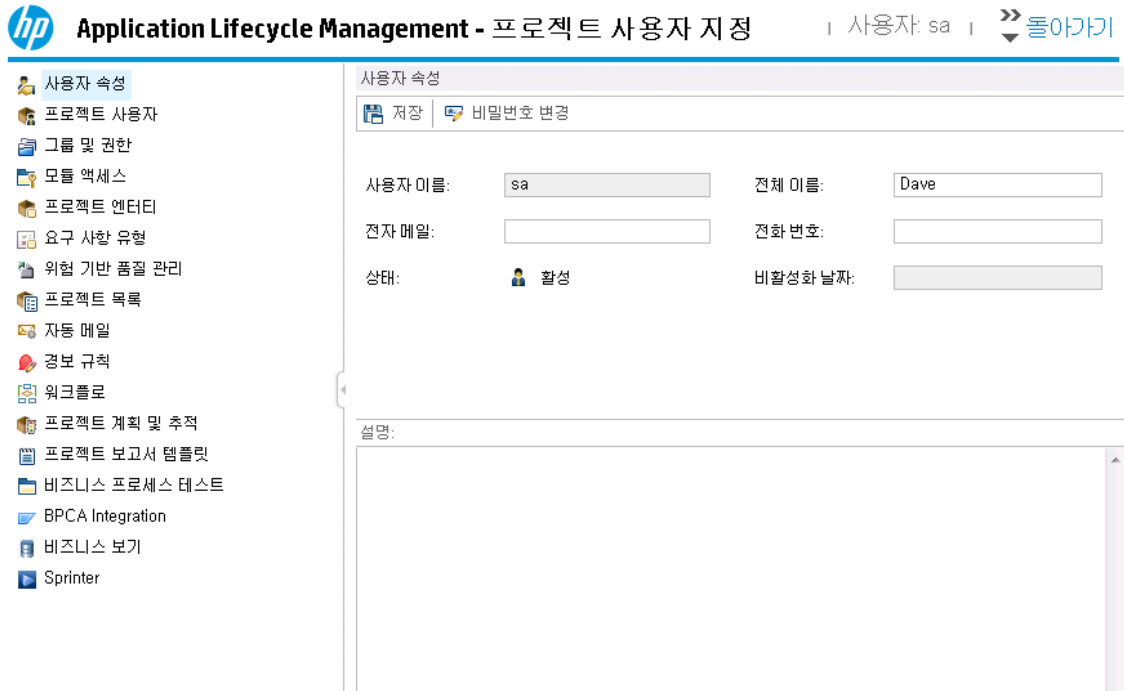 hp Application Lifecycle Management - 프로젝트 사용자 지정 사용자: sa 돌아가기
사용자 속성
프로젝트 사용자
그룹 및 권한
모듈 액세스
프로젝트 엔터티
요구 사항 유형
위험 기반 품질 관리
프로젝트 목록
자동 메일
경보 규칙
워크플로
프로젝트 계획 및 추적
프로젝트 보고서 템플릿
비즈니스 프로세스 테스트
BPCA Integration
비즈니스 보기
Sprinter
사용자 속성
저장 비밀번호 변경
사용자 이름: sa 전체 이름: Dave
전자 메일: 전화 번호:
상태: 활성 비활성화 날짜:
설명: